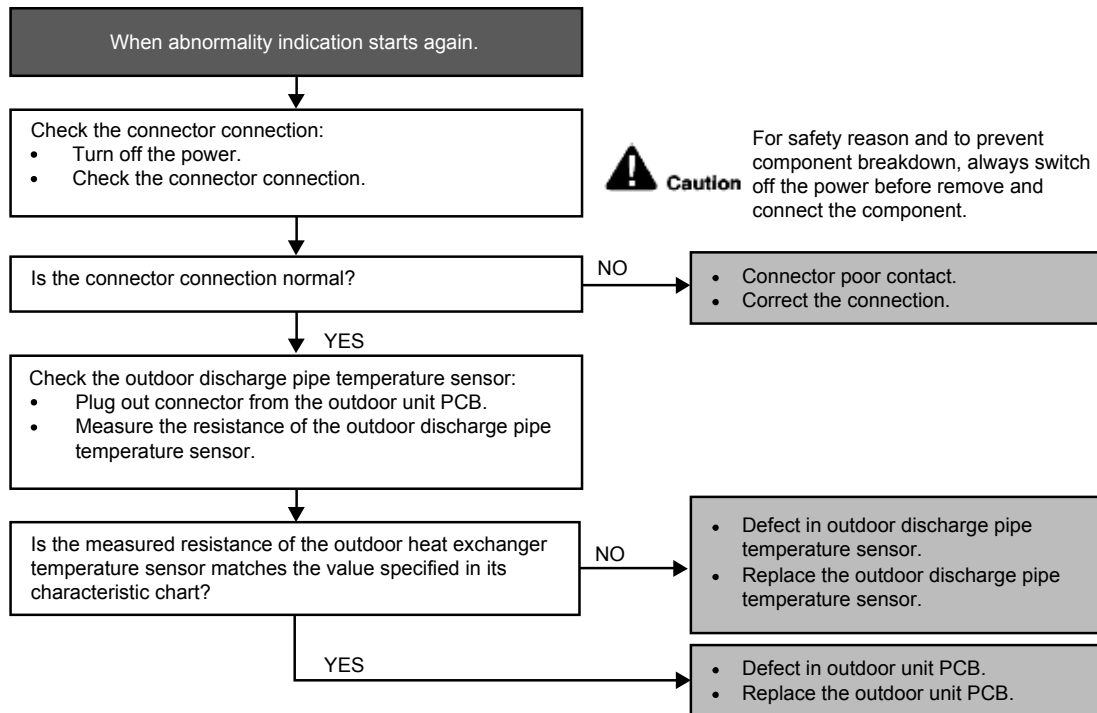 When abnormality indication starts again.
Check the connector connection:
• Turn off the power.
• Check the connector connection.
For safety reason and to prevent
component breakdown, always switch
off the power before remove and
connect the component.
Caution
Is the connector connection normal?
NO
• Connector poor contact.
• Correct the connection.
YES
Check the outdoor discharge pipe temperature sensor:
• Plug out connector from the outdoor unit PCB.
• Measure the resistance of the outdoor discharge pipe
temperature sensor.
Is the measured resistance of the outdoor heat exchanger
temperature sensor matches the value specified in its
characteristic chart?
NO
• Defect in outdoor discharge pipe
temperature sensor.
• Replace the outdoor discharge pipe
temperature sensor.
YES
• Defect in outdoor unit PCB.
• Replace the outdoor unit PCB.